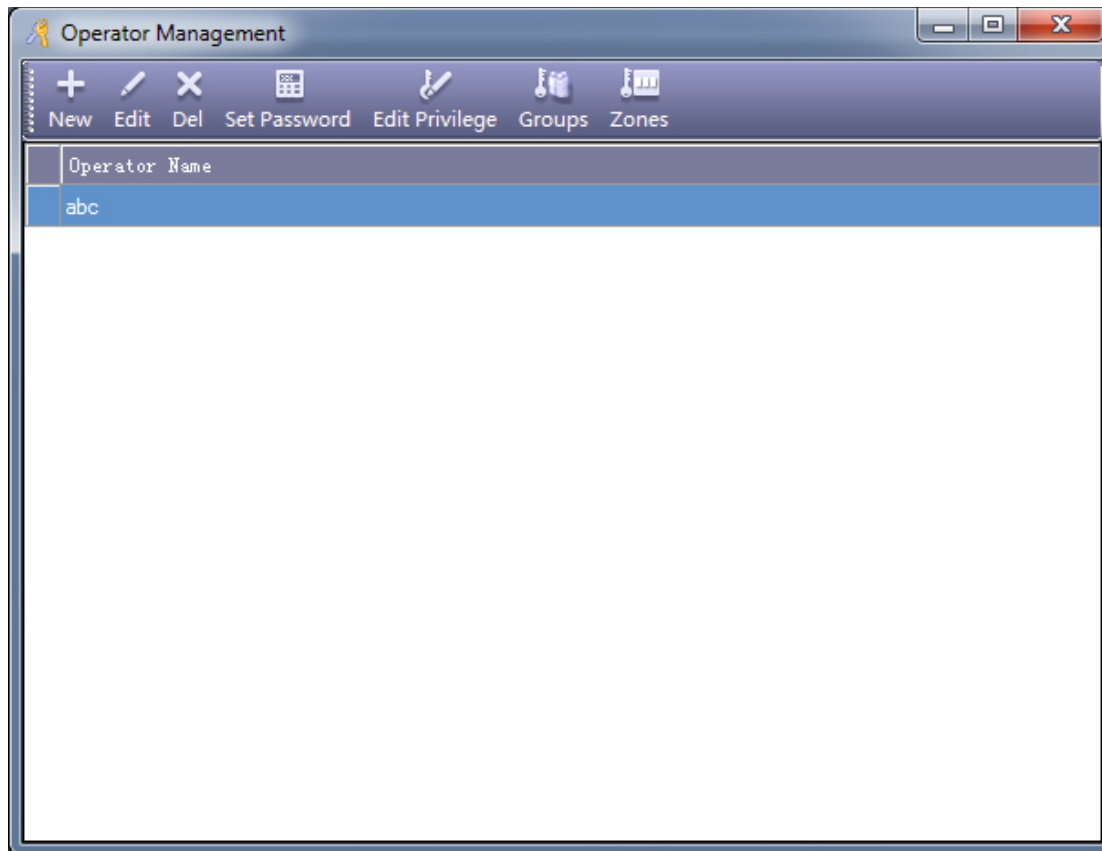 Operator Management
New Edit Del Set Password Edit Privilege Groups Zones
Operator Name
abc